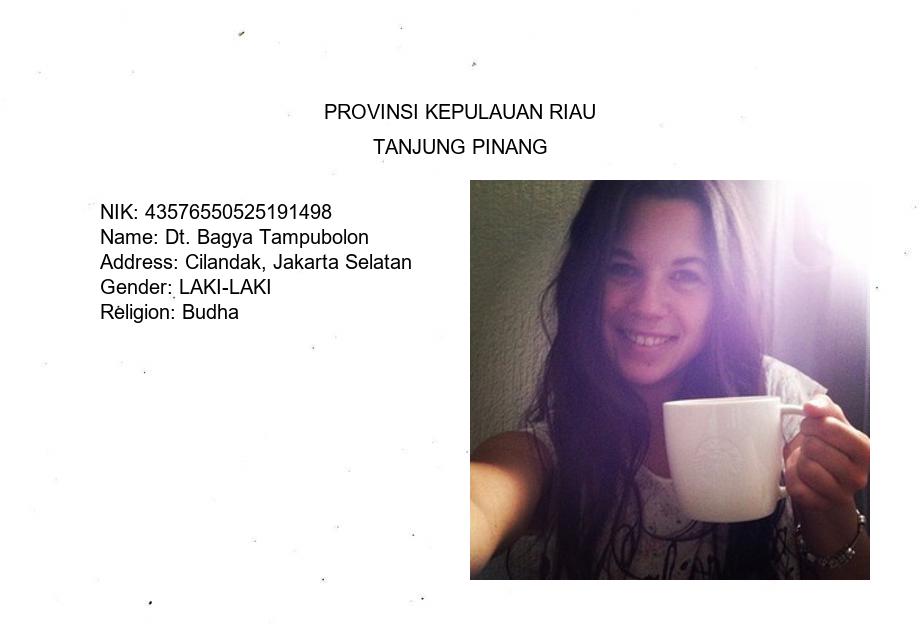 PROVINSI KEPULAUAN RIAU
TANJUNG PINANG
NIK: 43576550525191498
Name: Dt. Bagya Tampubolon
Address: Cilandak, Jakarta Selatan
Gender: LAKI-LAKI
Religion: Budha